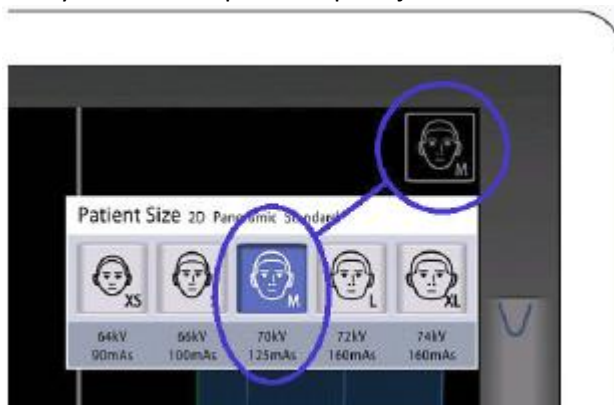 M
Patient Size 2D Panoramic Standard
XS M L XL
64kV 66kV 70kV 72kV 74kV
90mAs 100mAs 125mAs 160mAs 160mAs